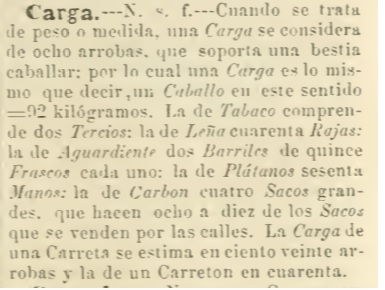 Carga.---N. s. f.---Cuando se trata
de peso o medida, una Carga se considera
de ocho arrobas, que soporta una bestia
caballar; por lo cual una Carga es lo mis-
mo que decir, un Caballo en este sentido
=92 kilógramos. La de Tabaco compren-
de dos Tercios: la de Leña cuarenta Rajas:
la de Aguardiente dos Barriles de quince
Frascos cada uno: la de Plátanos sesenta
Manos: la de Carbon cuatro Sacos gran-
des, que hacen ocho a diez de los Sacos
que se venden por las calles. La Carga de
una Carreta se estima en ciento veinte ar-
robas y la de un Carreton en cuarenta.